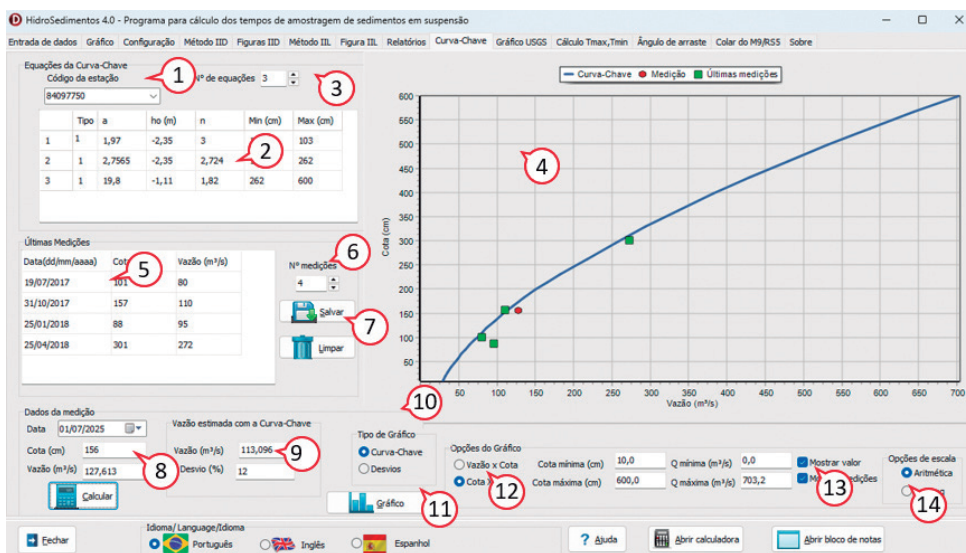 HidroSedimentos 4.0 - Programa para cálculo dos tempos de amostragem de sedimentos em suspensão
Entrada de dados Gráfico Configuração Método IID Figuras IID Método IIL Figura IIL Relatórios Curva-Chave Gráfico USGS Cálculo Tmax,Tmin Ângulo de arraste Colar do M9/RS5 Sobre
Equações da Curva-Chave
Código da estação
1
Nº de equações 3
3
84097750
Tipo a ho (m) n Min (cm) Max (cm)
1 1 1,97 -2,35 3 103
2 1 2,7565 -2,35 2,724 262
3 1 19,8 -1,11 1,82 262 600
2
Últimas Medições
Data(dd/mm/aaaa) Vazão (m³/s)
19/07/2017 101 80
31/10/2017 157 110
25/01/2018 88 95
25/04/2018 301 272
5
6
Nº medições
4
Salvar
7
Limpar
Curva-Chave Medição Últimas medições
4
Cota (cm)
600
550
500
450
400
350
300
250
200
150
100
50
50 100 150 200 250 300 350 400 450 500 550 600 650 700
Vazão (m³/s)
10
Dados da medição
Data 01/07/2025
Cota (cm) 156
Vazão (m³/s) 127,613
8
Calcular
Vazão estimada com a Curva-Chave
Vazão (m³/s) 113,096
Desvio (%) 12
9
Tipo de Gráfico
Curva-Chave
Desvios
11
Gráfico
Opções do Gráfico
Vazão x Cota
Cota
12
Cota mínima (cm) 10,0 Q mínima (m³/s) 0,0
Cota máxima (cm) 600,0 Q máxima (m³/s) 703,2
Mostrar valor
13
Opções de escala
Aritmética
14
Fechar
Idioma/ Language/Idioma
Português Inglês Espanhol
? Ajuda
Abrir calculadora
Abrir bloco de notas